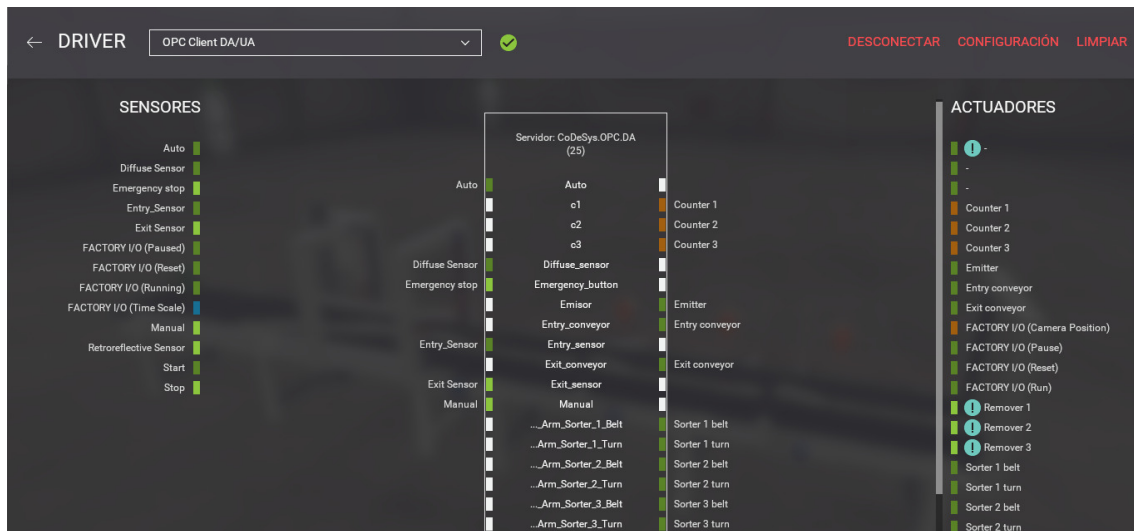 ← DRIVER OPC Client DA/UA DESCONECTAR CONFIGURACIÓN LIMPIAR
SENSORES
Auto
Diffuse Sensor
Emergency stop
Entry_Sensor
Exit Sensor
FACTORY I/O (Paused)
FACTORY I/O (Reset)
FACTORY I/O (Running)
FACTORY I/O (Time Scale)
Manual
Retroreflective Sensor
Start
Stop
Servidor: CoDeSys.OPC.DA
(25)
Auto Auto
c1 Counter 1
c2 Counter 2
c3 Counter 3
Diffuse Sensor Diffuse_sensor
Emergency stop Emergency_button
Emisor Emitter
Entry_conveyor Entry conveyor
Entry_Sensor Entry_sensor
Exit_conveyor Exit conveyor
Exit Sensor Exit_sensor
Manual Manual
..._Arm_Sorter_1_Belt Sorter 1 belt
...Arm_Sorter_1_Turn Sorter 1 turn
..._Arm_Sorter_2_Belt Sorter 2 belt
...Arm_Sorter_2_Turn Sorter 2 turn
..._Arm_Sorter_3_Belt Sorter 3 belt
...Arm_Sorter_3_Turn Sorter 3 turn
ACTUADORES
! -
-
-
Counter 1
Counter 2
Counter 3
Emitter
Entry conveyor
Exit conveyor
FACTORY I/O (Camera Position)
FACTORY I/O (Pause)
FACTORY I/O (Reset)
FACTORY I/O (Run)
! Remover 1
! Remover 2
! Remover 3
Sorter 1 belt
Sorter 1 turn
Sorter 2 belt
Sorter 2 turn